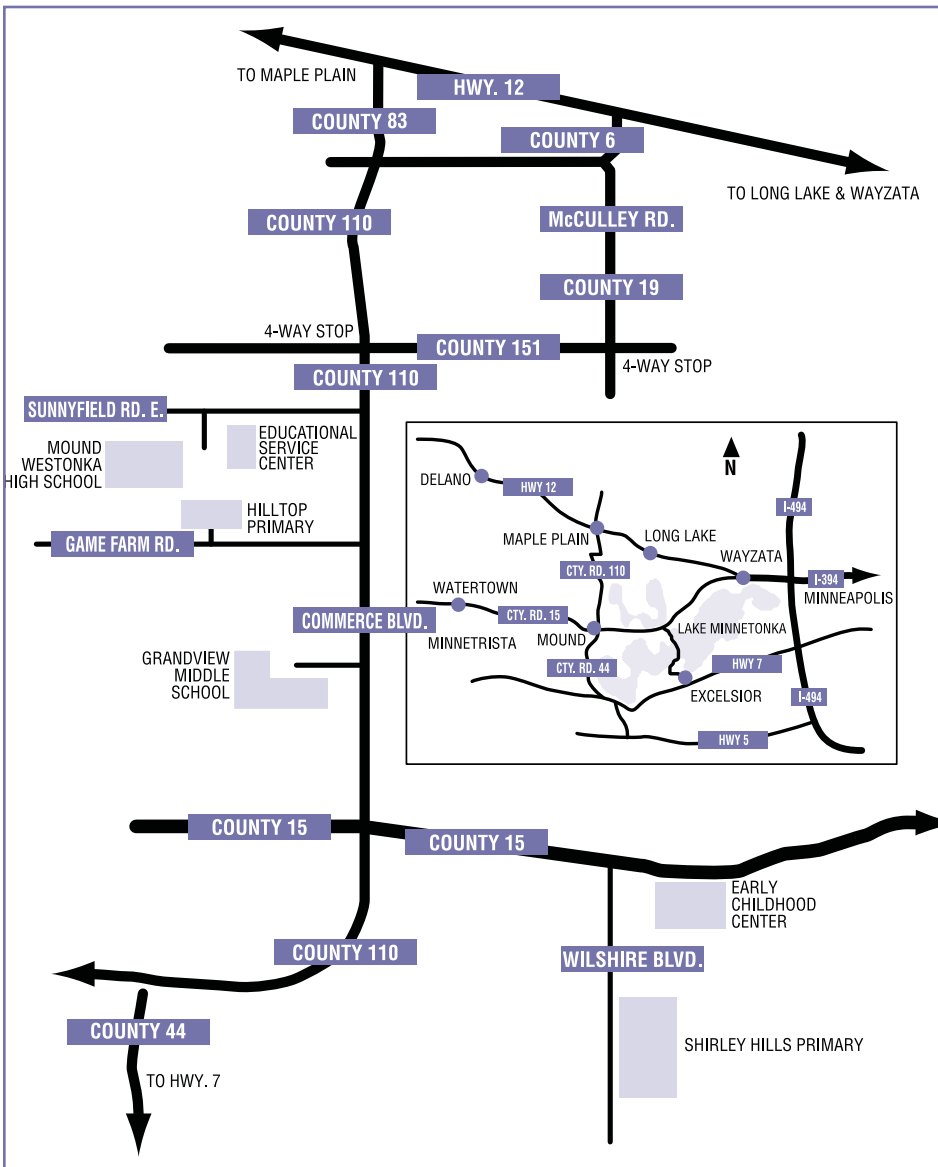 TO MAPLE PLAIN
HWY. 12
COUNTY 83
COUNTY 6
TO LONG LAKE & WAYZATA
COUNTY 110
McCULLEY RD.
COUNTY 19
4-WAY STOP
COUNTY 151
4-WAY STOP
COUNTY 110
SUNNYFIELD RD. E.
MOUND
WESTONKA
HIGH SCHOOL
EDUCATIONAL
SERVICE
CENTER
HILLTOP
PRIMARY
GAME FARM RD.
COMMERCE BLVD.
GRANDVIEW
MIDDLE
SCHOOL
N
DELANO
HWY 12
I-494
MAPLE PLAIN
LONG LAKE
WAYZATA
CTY. RD. 110
I-394
MINNEAPOLIS
WATERTOWN
CTY. RD. 15
MINNETRISTA
MOUND
LAKE MINNETONKA
CTY. RD. 44
HWY 7
EXCELSIOR
I-494
HWY 5
COUNTY 15
COUNTY 15
EARLY
CHILDHOOD
CENTER
COUNTY 110
WILSHIRE BLVD.
COUNTY 44
TO HWY. 7
SHIRLEY HILLS PRIMARY